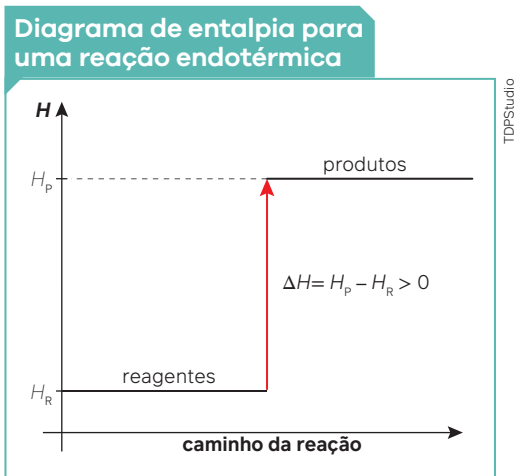 Diagrama de entalpia para
uma reação endotérmica
TDPStudio
H
H_P
produtos
ΔH= H_P – H_R > 0
reagentes
H_R
caminho da reação